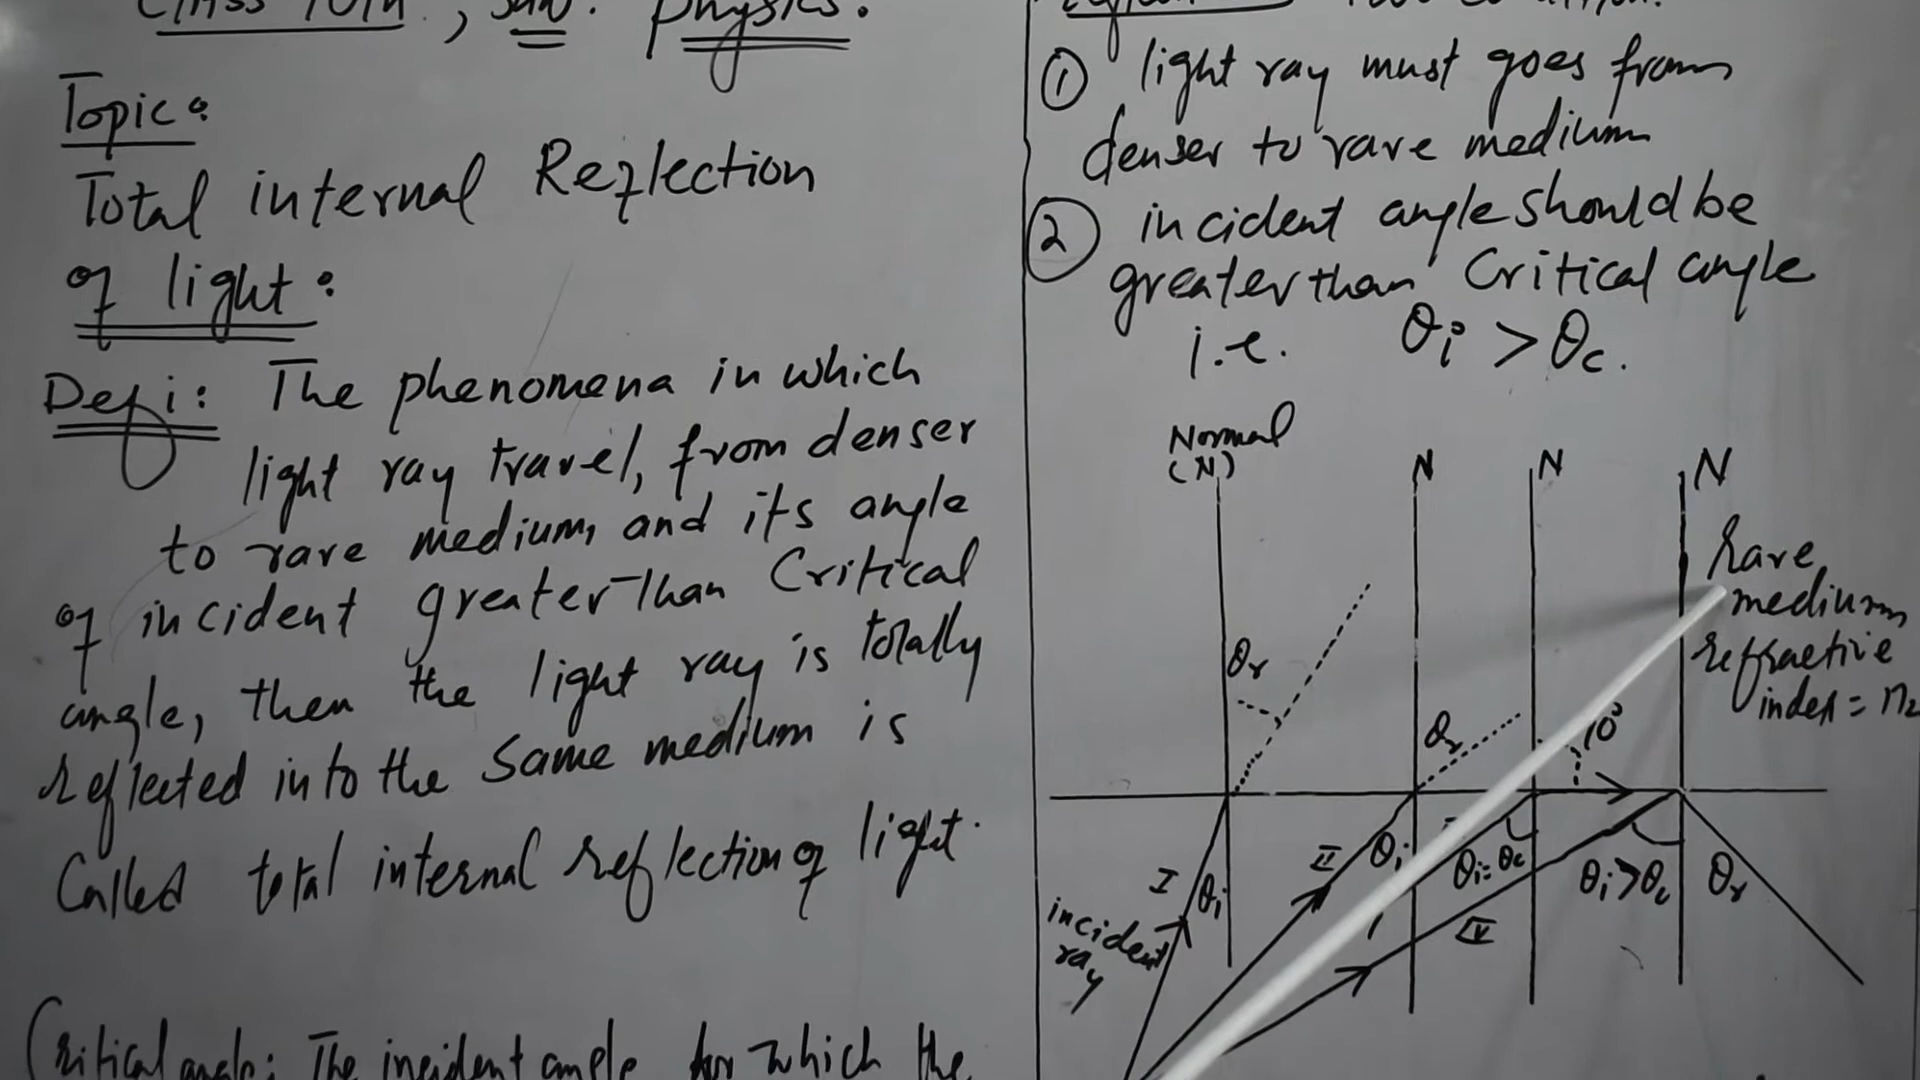 Class 10th. , sub: physics.
Topic:
Total internal Reflection
of light:
Defi: The phenomena in which
light ray travel, from denser
to rare medium, and its angle
of incident greater than Critical
angle, then the light ray is totally
reflected into the same medium is
Called total internal reflection of light.
Critical angle: The incident angle for which the
① light ray must goes from
denser to rare medium
② incident angle should be
greater than Critical angle
i.e. θi > θc.
Normal
(N)
N
N
N
rare
medium
refractive
index = n2
θr
θr
II
θi
θi=θc
θi>θc
θr
I
θi
incident
ray
IV